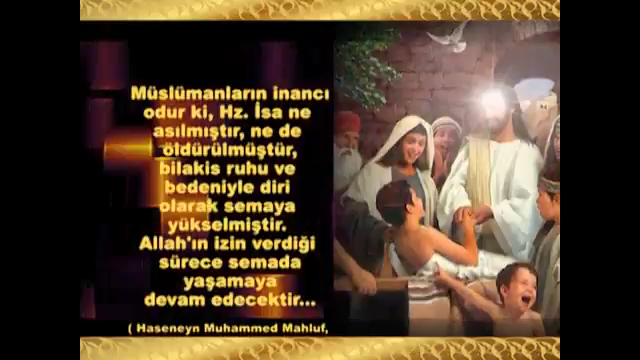 Müslümanların inancı
odur ki, Hz. İsa ne
asılmıştır, ne de
öldürülmüştür,
bilakis ruhu ve
bedeniyle diri
olarak semaya
yükselmiştir.
Allah'ın izin verdiği
sürece semada
yaşamaya
devam edecektir...
( Haseneyn Muhammed Mahluf,